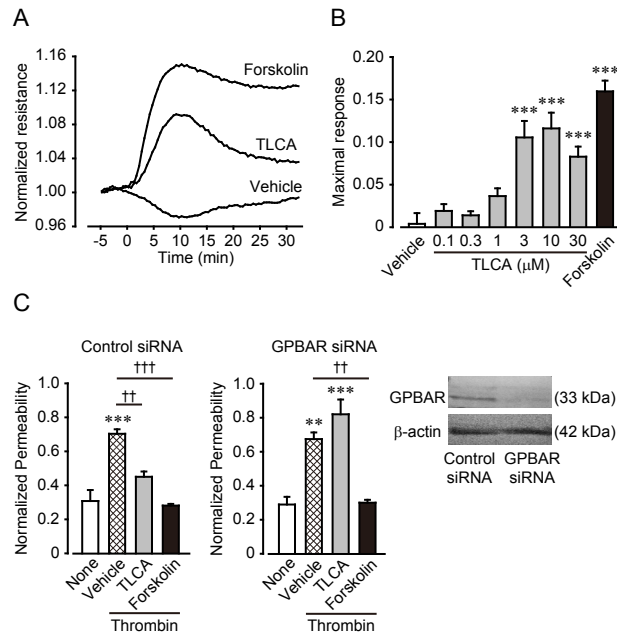 A
Normalized resistance
1.16
1.12
1.08
1.04
1.00
0.96
Forskolin
TLCA
Vehicle
-5 0 5 10 15 20 25 30
Time (min)
B
Maximal response
0.20
0.15
0.10
0.05
0
***
***
***
***
Vehicle
0.1 0.3 1 3 10 30
TLCA (μM)
Forskolin
C
Control siRNA
Normalized Permeability
1.0
0.8
0.6
0.4
0.2
0
†††
††
***
None
Vehicle
TLCA
Forskolin
Thrombin
GPBAR siRNA
Normalized Permeability
1.0
0.8
0.6
0.4
0.2
0
††
**
***
None
Vehicle
TLCA
Forskolin
Thrombin
GPBAR (33 kDa)
β-actin (42 kDa)
Control GPBAR
siRNA siRNA